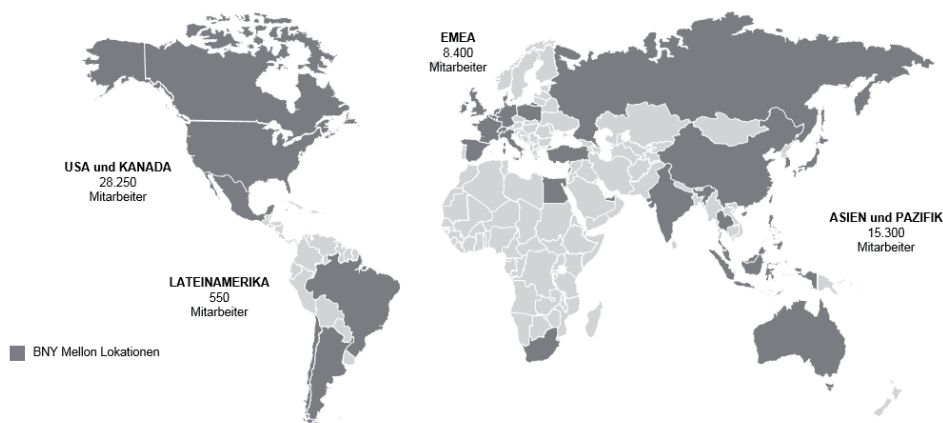 EMEA
8.400
Mitarbeiter
USA und KANADA
28.250
Mitarbeiter
ASIEN und PAZIFIK
15.300
Mitarbeiter
LATEINAMERIKA
550
Mitarbeiter
BNY Mellon Lokationen